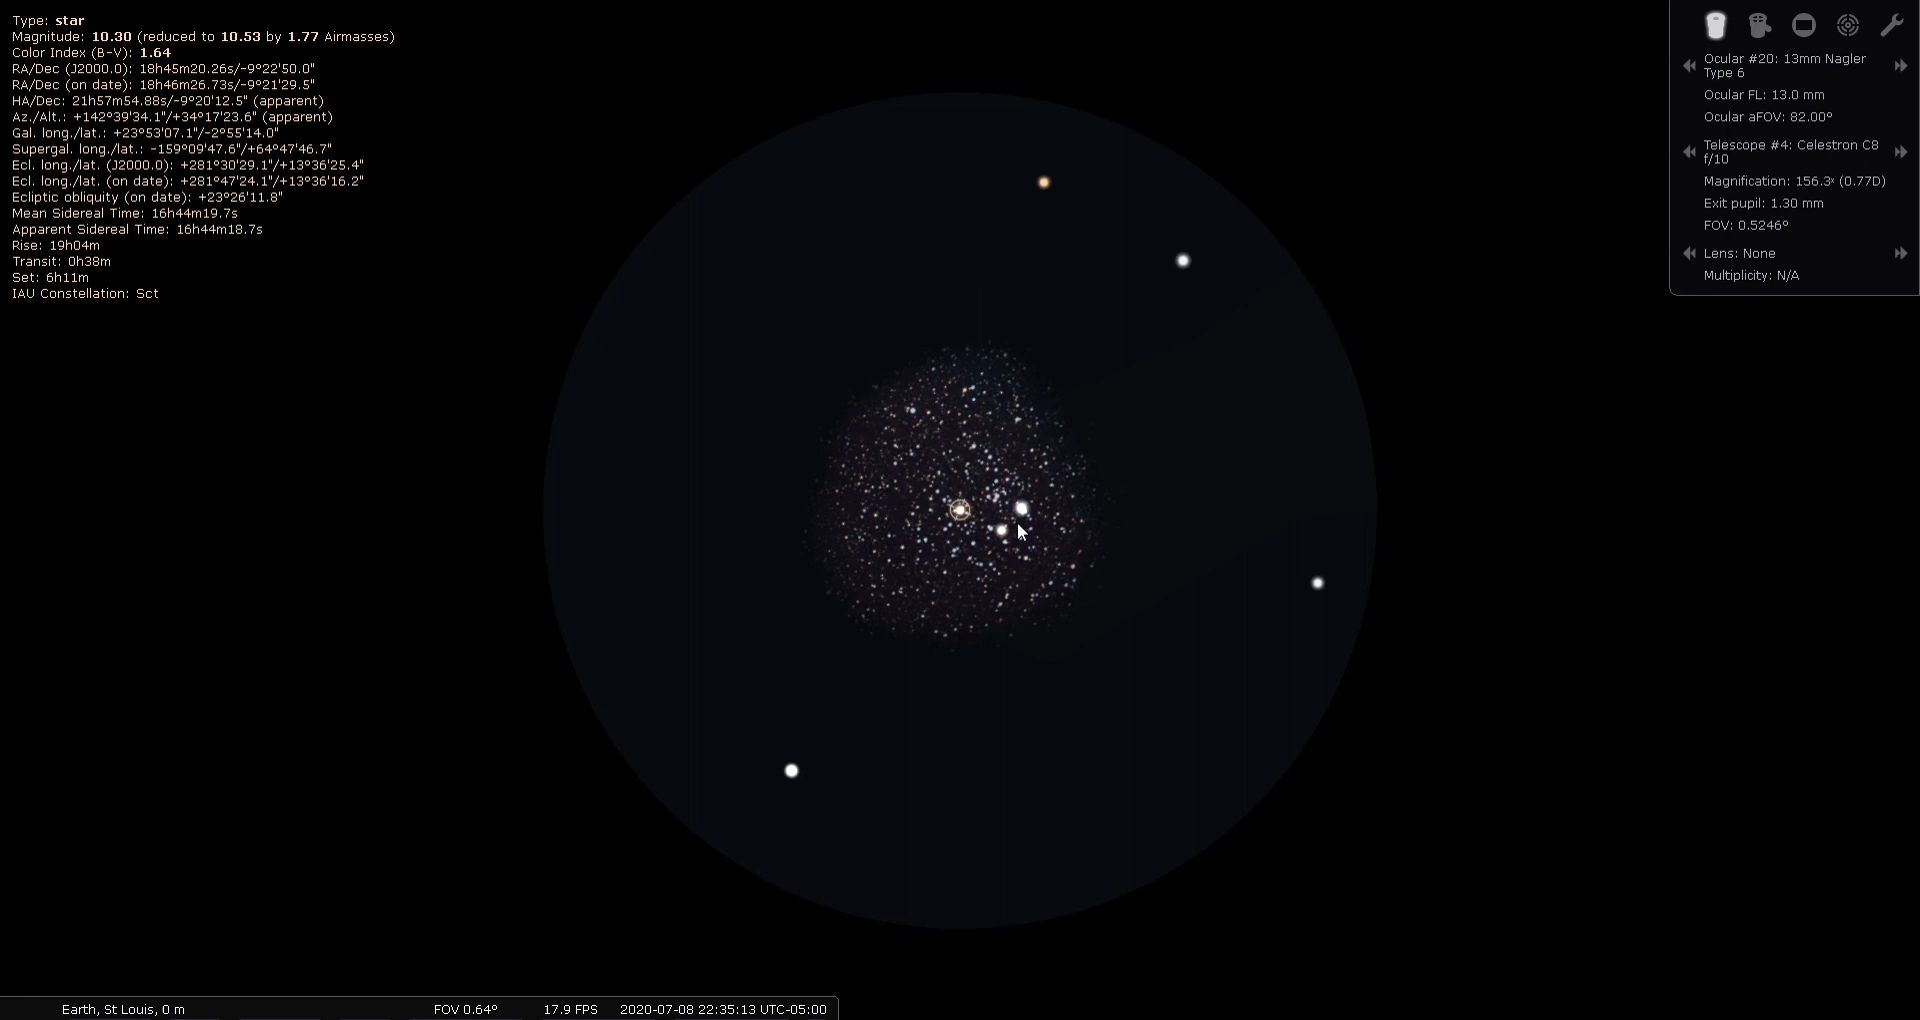 Type: star
Magnitude: 10.30 (reduced to 10.53 by 1.77 Airmasses)
Color Index (B-V): 1.64
RA/Dec (J2000.0): 18h45m20.26s/-9°22'50.0"
RA/Dec (on date): 18h46m26.73s/-9°21'29.5"
HA/Dec: 21h57m54.88s/-9°20'12.5" (apparent)
Az./Alt.: +142°39'34.1"/+34°17'23.6" (apparent)
Gal. long./lat.: +23°53'07.1"/-2°55'14.0"
Supergal. long./lat.: -159°09'47.6"/+64°47'46.7"
Ecl. long./lat. (J2000.0): +281°30'29.1"/+13°36'25.4"
Ecl. long./lat. (on date): +281°47'24.1"/+13°36'16.2"
Ecliptic obliquity (on date): +23°26'11.8"
Mean Sidereal Time: 16h44m19.7s
Apparent Sidereal Time: 16h44m18.7s
Rise: 19h04m
Transit: 0h38m
Set: 6h11m
IAU Constellation: Sct
Ocular #20: 13mm Nagler
Type 6
Ocular FL: 13.0 mm
Ocular aFOV: 82.00°
Telescope #4: Celestron C8
f/10
Magnification: 156.3ˣ (0.77D)
Exit pupil: 1.30 mm
FOV: 0.5246°
Lens: None
Multiplicity: N/A
Earth, St Louis, 0 m FOV 0.64° 17.9 FPS 2020-07-08 22:35:13 UTC-05:00